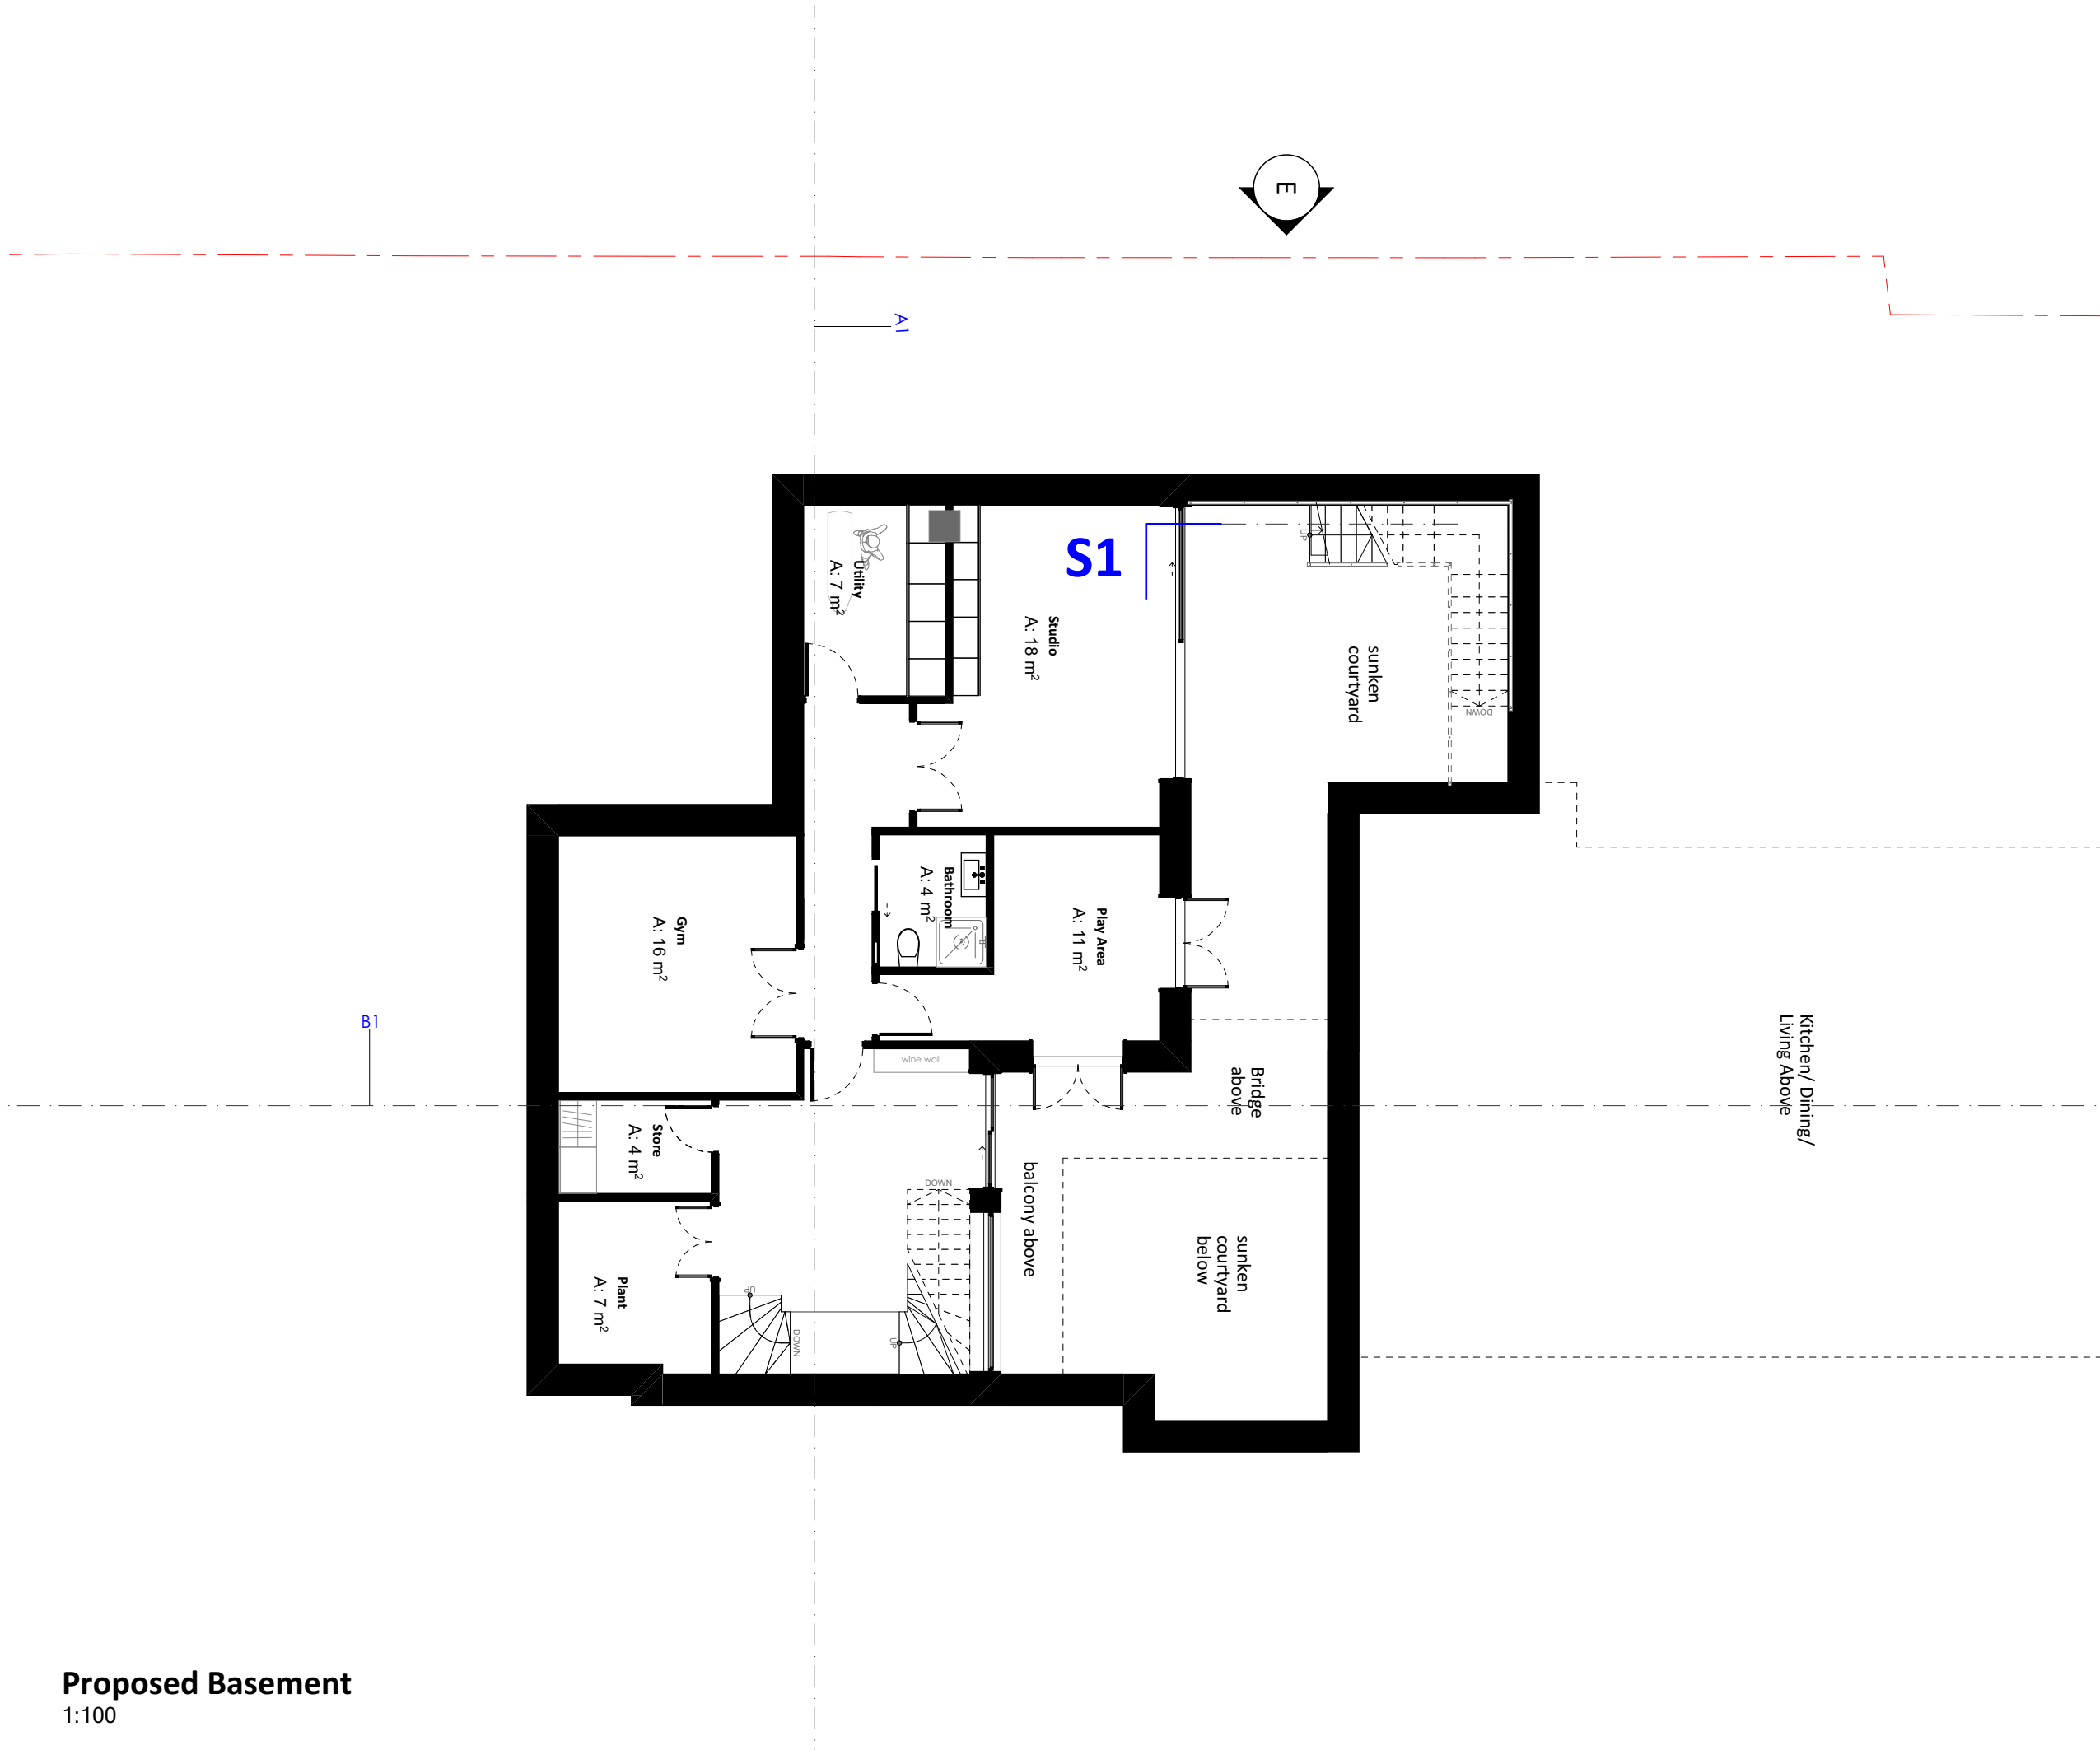 E
A1
S1
UP
Utility
A: 7 m²
Studio
A: 18 m²
sunken
courtyard
DOWN
Bathroom
A: 4 m²
Play Area
A: 11 m²
Gym
A: 16 m²
B1
wine wall
Kitchen/ Dining/
Living Above
Bridge
above
Store
A: 4 m²
DOWN
balcony above
sunken
courtyard
below
Plant
A: 7 m²
UP
DOWN
UP
Proposed Basement
1:100